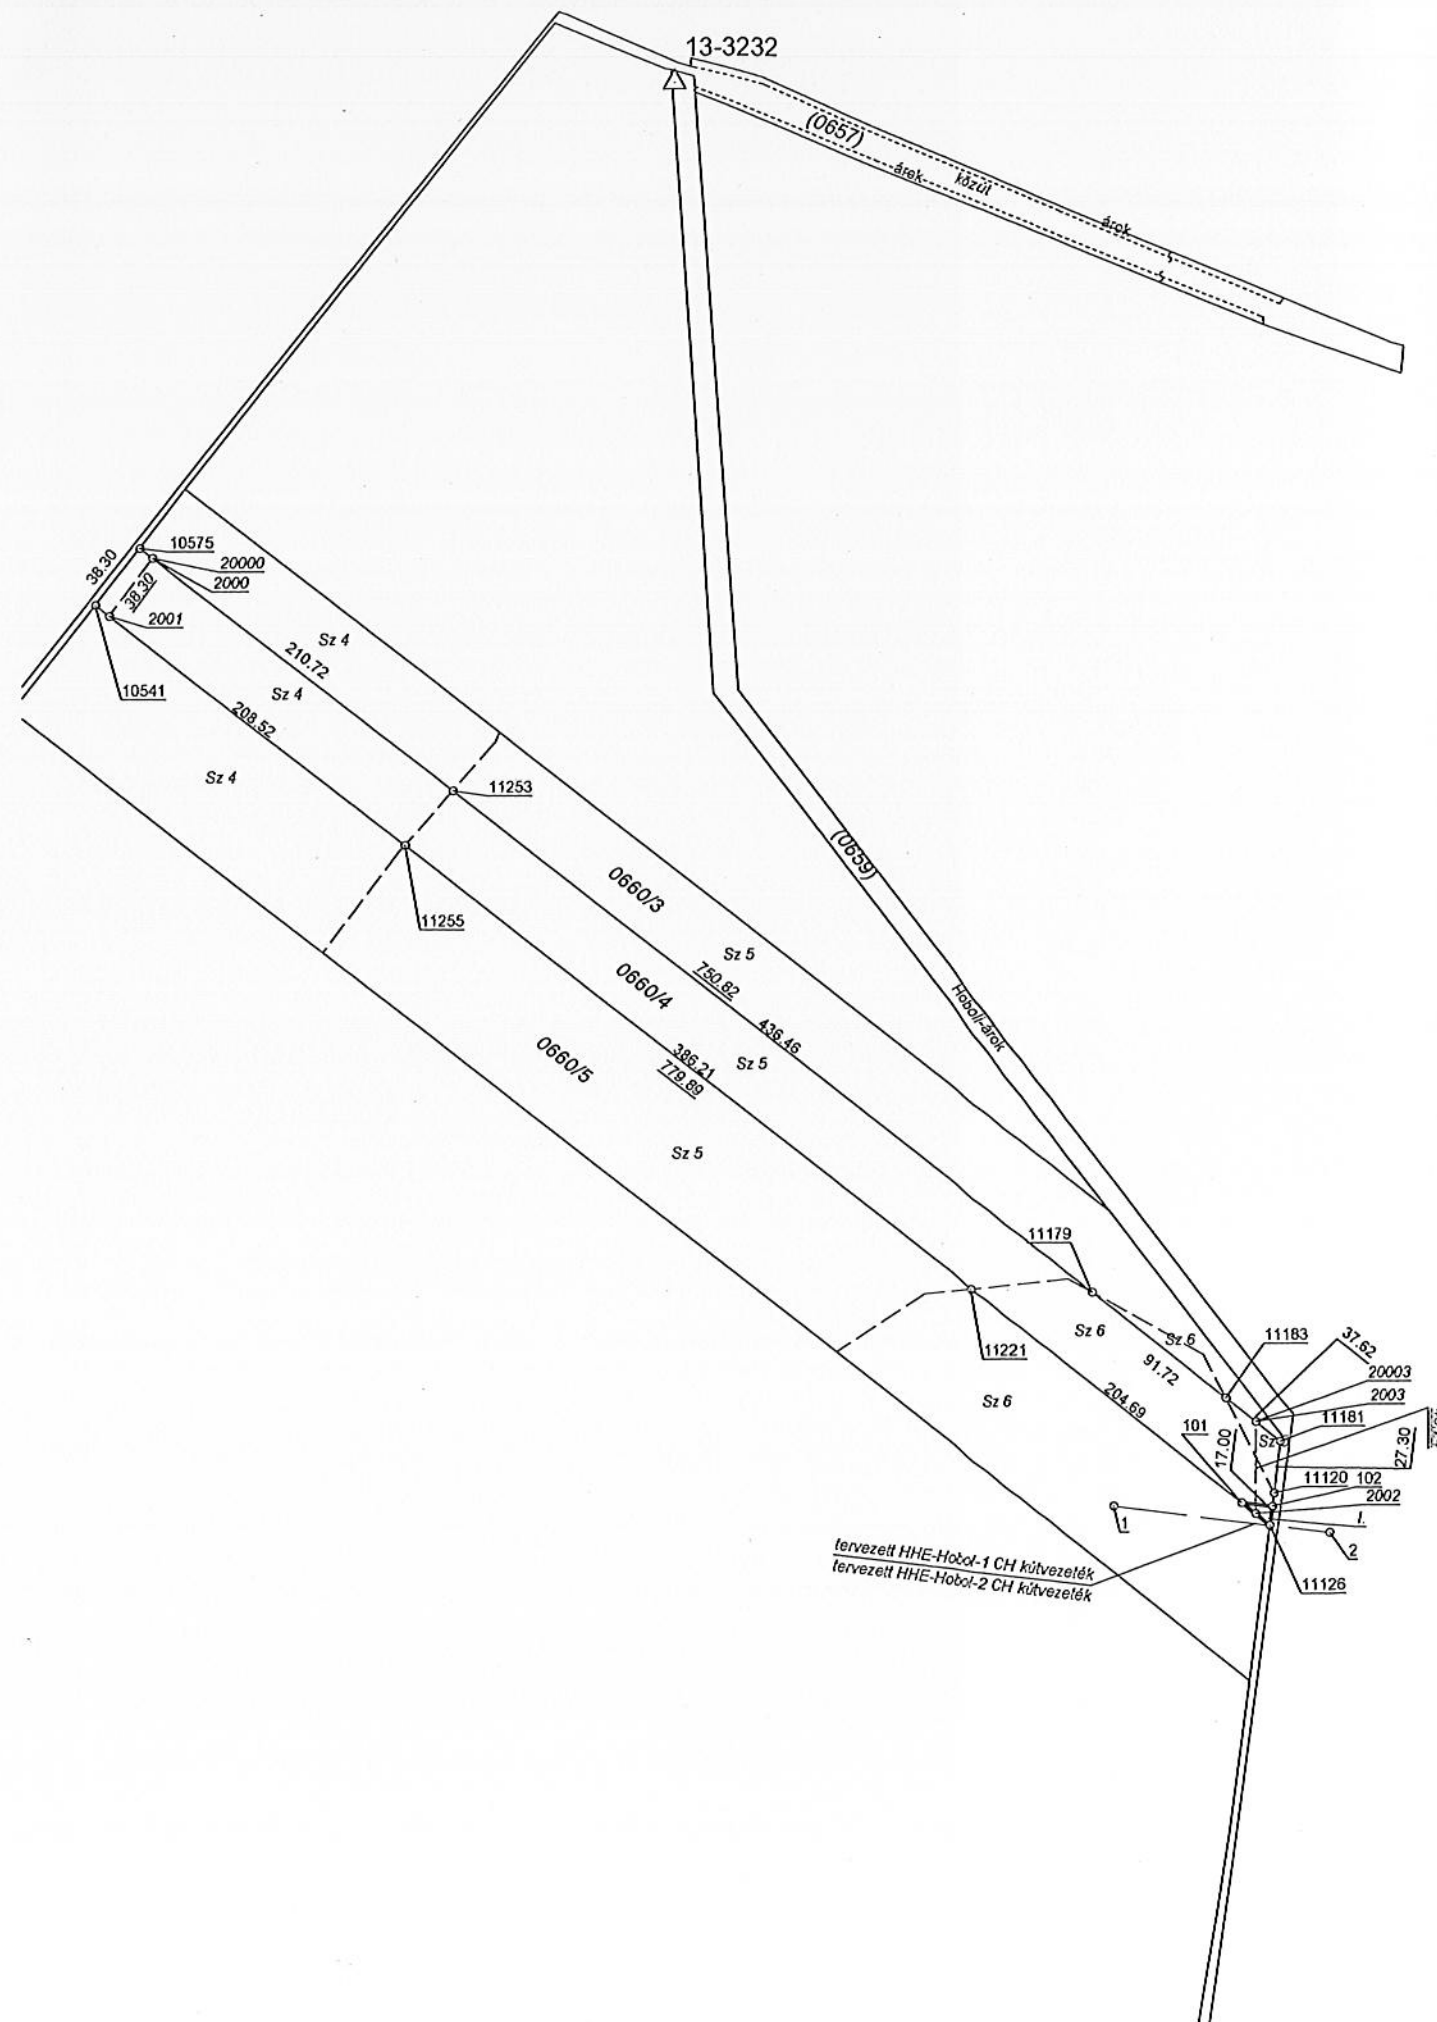 13-3232
(0657)
árek
közút
árok
10575
20000
2000
38.30
38.30
2001
10541
Sz 4
210.72
Sz 4
208.52
Sz 4
11253
11255
(0659)
0660/3
Sz 5
0660/4
750.82
436.46
Hoboli-árok
0660/5
386.21
779.89
Sz 5
Sz 5
11179
11221
Sz 6
Sz 6
11183
37.62
91.72
20003
2003
Sz 6
204.69
101
17.00
Sz
11181
27.30
11120
102
2002
1
I.
2
tervezett HHE-Hobol-1 CH kútvezeték
tervezett HHE-Hobol-2 CH kútvezeték
11126